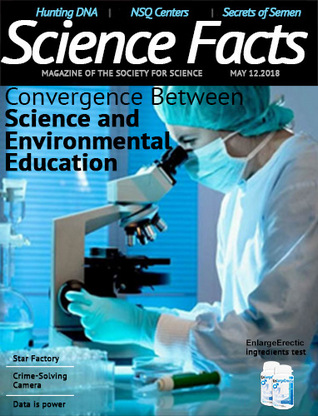 Hunting DNA | NSQ Centers | Secrets of Semen
Science Facts
MAGAZINE OF THE SOCIETY FOR SCIENCE MAY 12.2018
Convergence Between
Science and
Environmental
Education
EnlargeErectic
ingredients test
Star Factory
Crime-Solving
Camera
Data is power